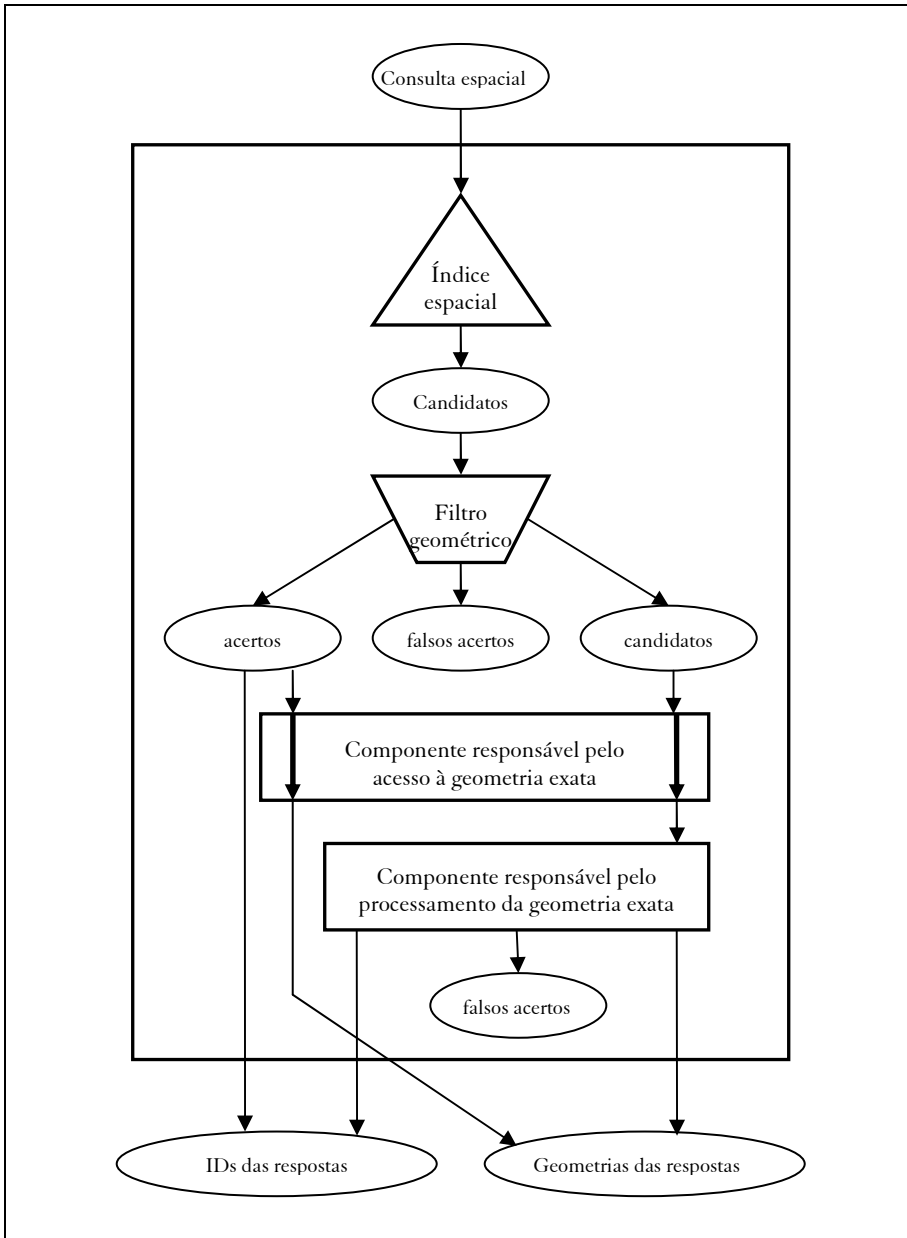 Consulta espacial
Índice
espacial
Candidatos
Filtro
geométrico
acertos
falsos acertos
candidatos
Componente responsável pelo
acesso à geometria exata
Componente responsável pelo
processamento da geometria exata
falsos acertos
IDs das respostas
Geometrias das respostas